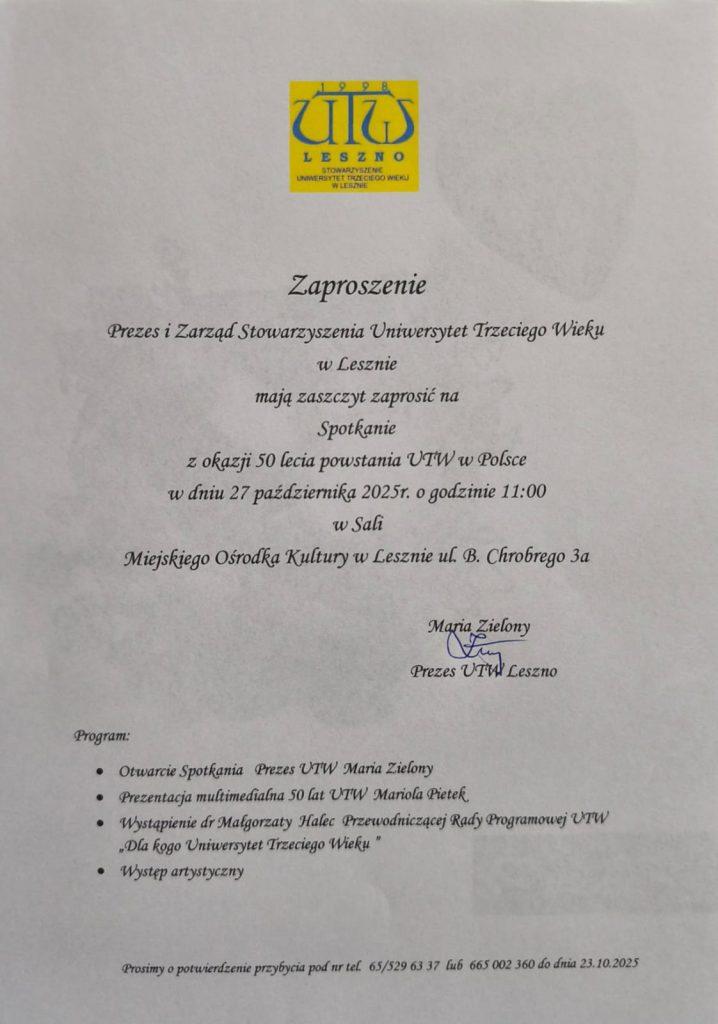 1998
UTW
LESZNO
STOWARZYSZENIE
UNIWERSYTET TRZECIEGO WIEKU
W LESZNIE
Zaproszenie
Prezes i Zarząd Stowarzyszenia Uniwersytet Trzeciego Wieku
w Lesznie
mają zaszczyt zaprosić na
Spotkanie
z okazji 50 lecia powstania UTW w Polsce
w dniu 27 października 2025r. o godzinie 11:00
w Sali
Miejskiego Ośrodka Kultury w Lesznie ul. B. Chrobrego 3a
Maria Zielony
Prezes UTW Leszno
Program:
• Otwarcie Spotkania Prezes UTW Maria Zielony
• Prezentacja multimedialna 50 lat UTW Mariola Pietek
• Wystąpienie dr Małgorzaty Halec Przewodniczącej Rady Programowej UTW
„Dla kogo Uniwersytet Trzeciego Wieku ”
• Występ artystyczny
Prosimy o potwierdzenie przybycia pod nr tel. 65/529 63 37 lub 665 002 360 do dnia 23.10.2025